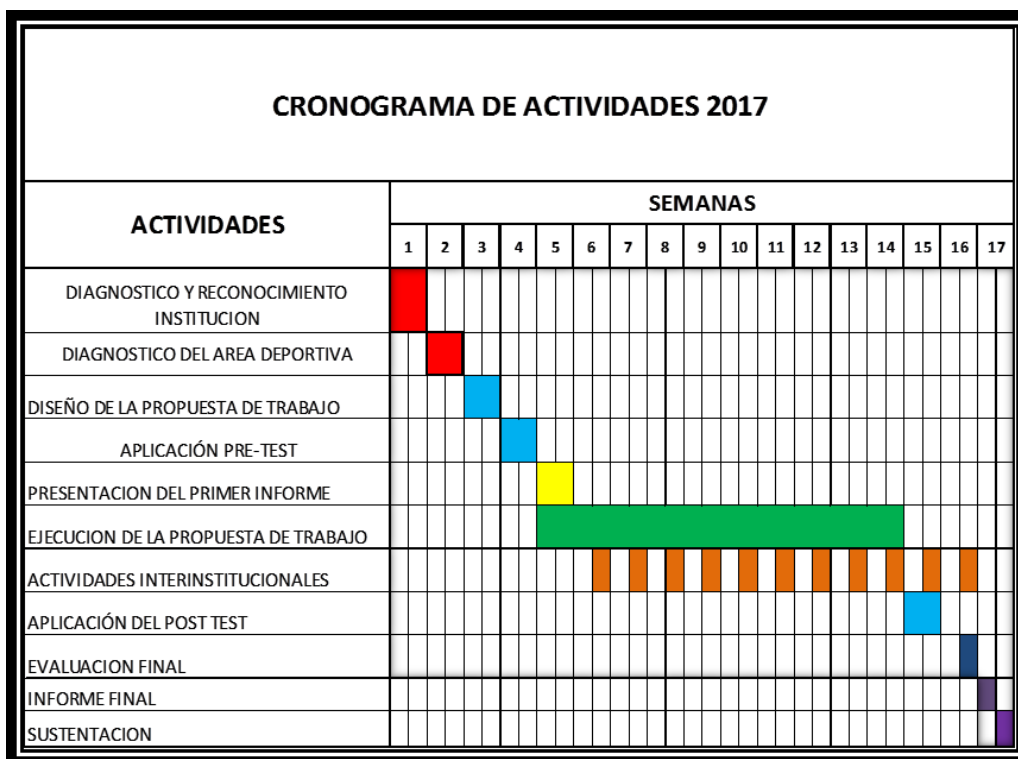 CRONOGRAMA DE ACTIVIDADES 2017
ACTIVIDADES
SEMANAS
1 2 3 4 5 6 7 8 9 10 11 12 13 14 15 16 17
DIAGNOSTICO Y RECONOCIMIENTO
INSTITUCION
DIAGNOSTICO DEL AREA DEPORTIVA
DISEÑO DE LA PROPUESTA DE TRABAJO
APLICACIÓN PRE-TEST
PRESENTACION DEL PRIMER INFORME
EJECUCION DE LA PROPUESTA DE TRABAJO
ACTIVIDADES INTERINSTITUCIONALES
APLICACIÓN DEL POST TEST
EVALUACION FINAL
INFORME FINAL
SUSTENTACION